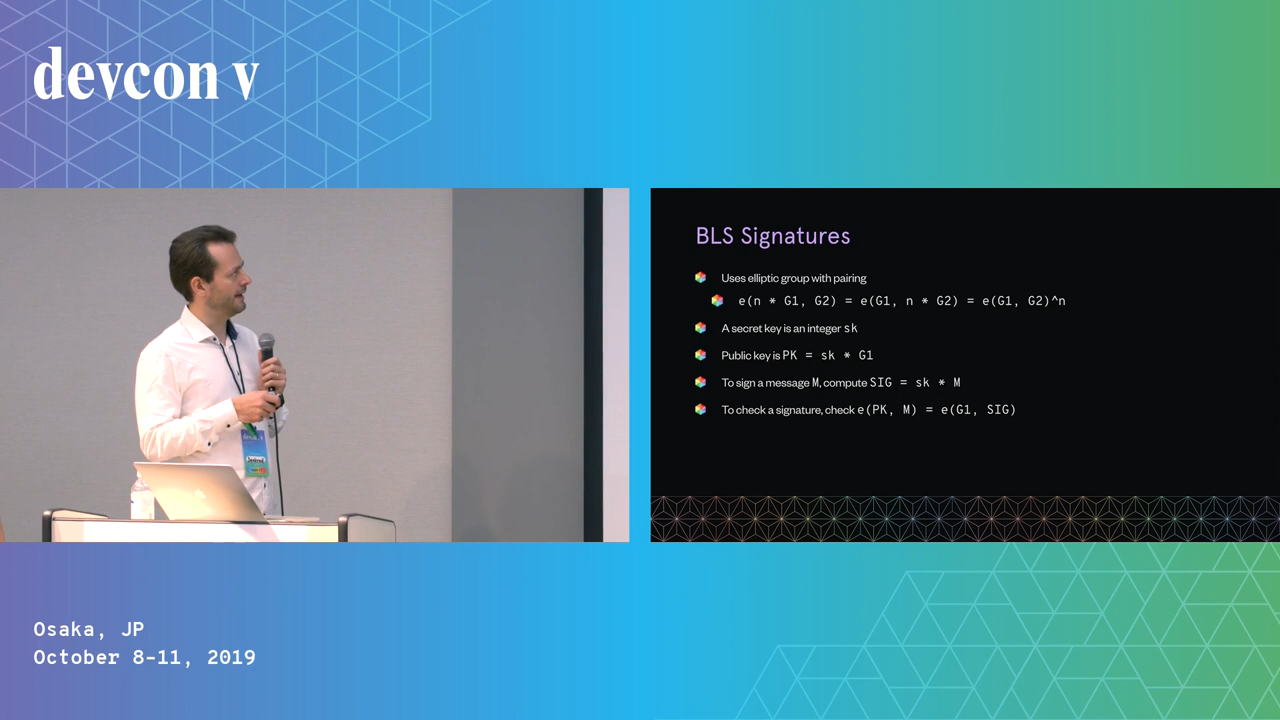 devcon v
BLS Signatures
Uses elliptic group with pairing
e(n * G1, G2) = e(G1, n * G2) = e(G1, G2)^n
A secret key is an integer sk
Public key is PK = sk * G1
To sign a message M, compute SIG = sk * M
To check a signature, check e(PK, M) = e(G1, SIG)
Osaka, JP
October 8-11, 2019